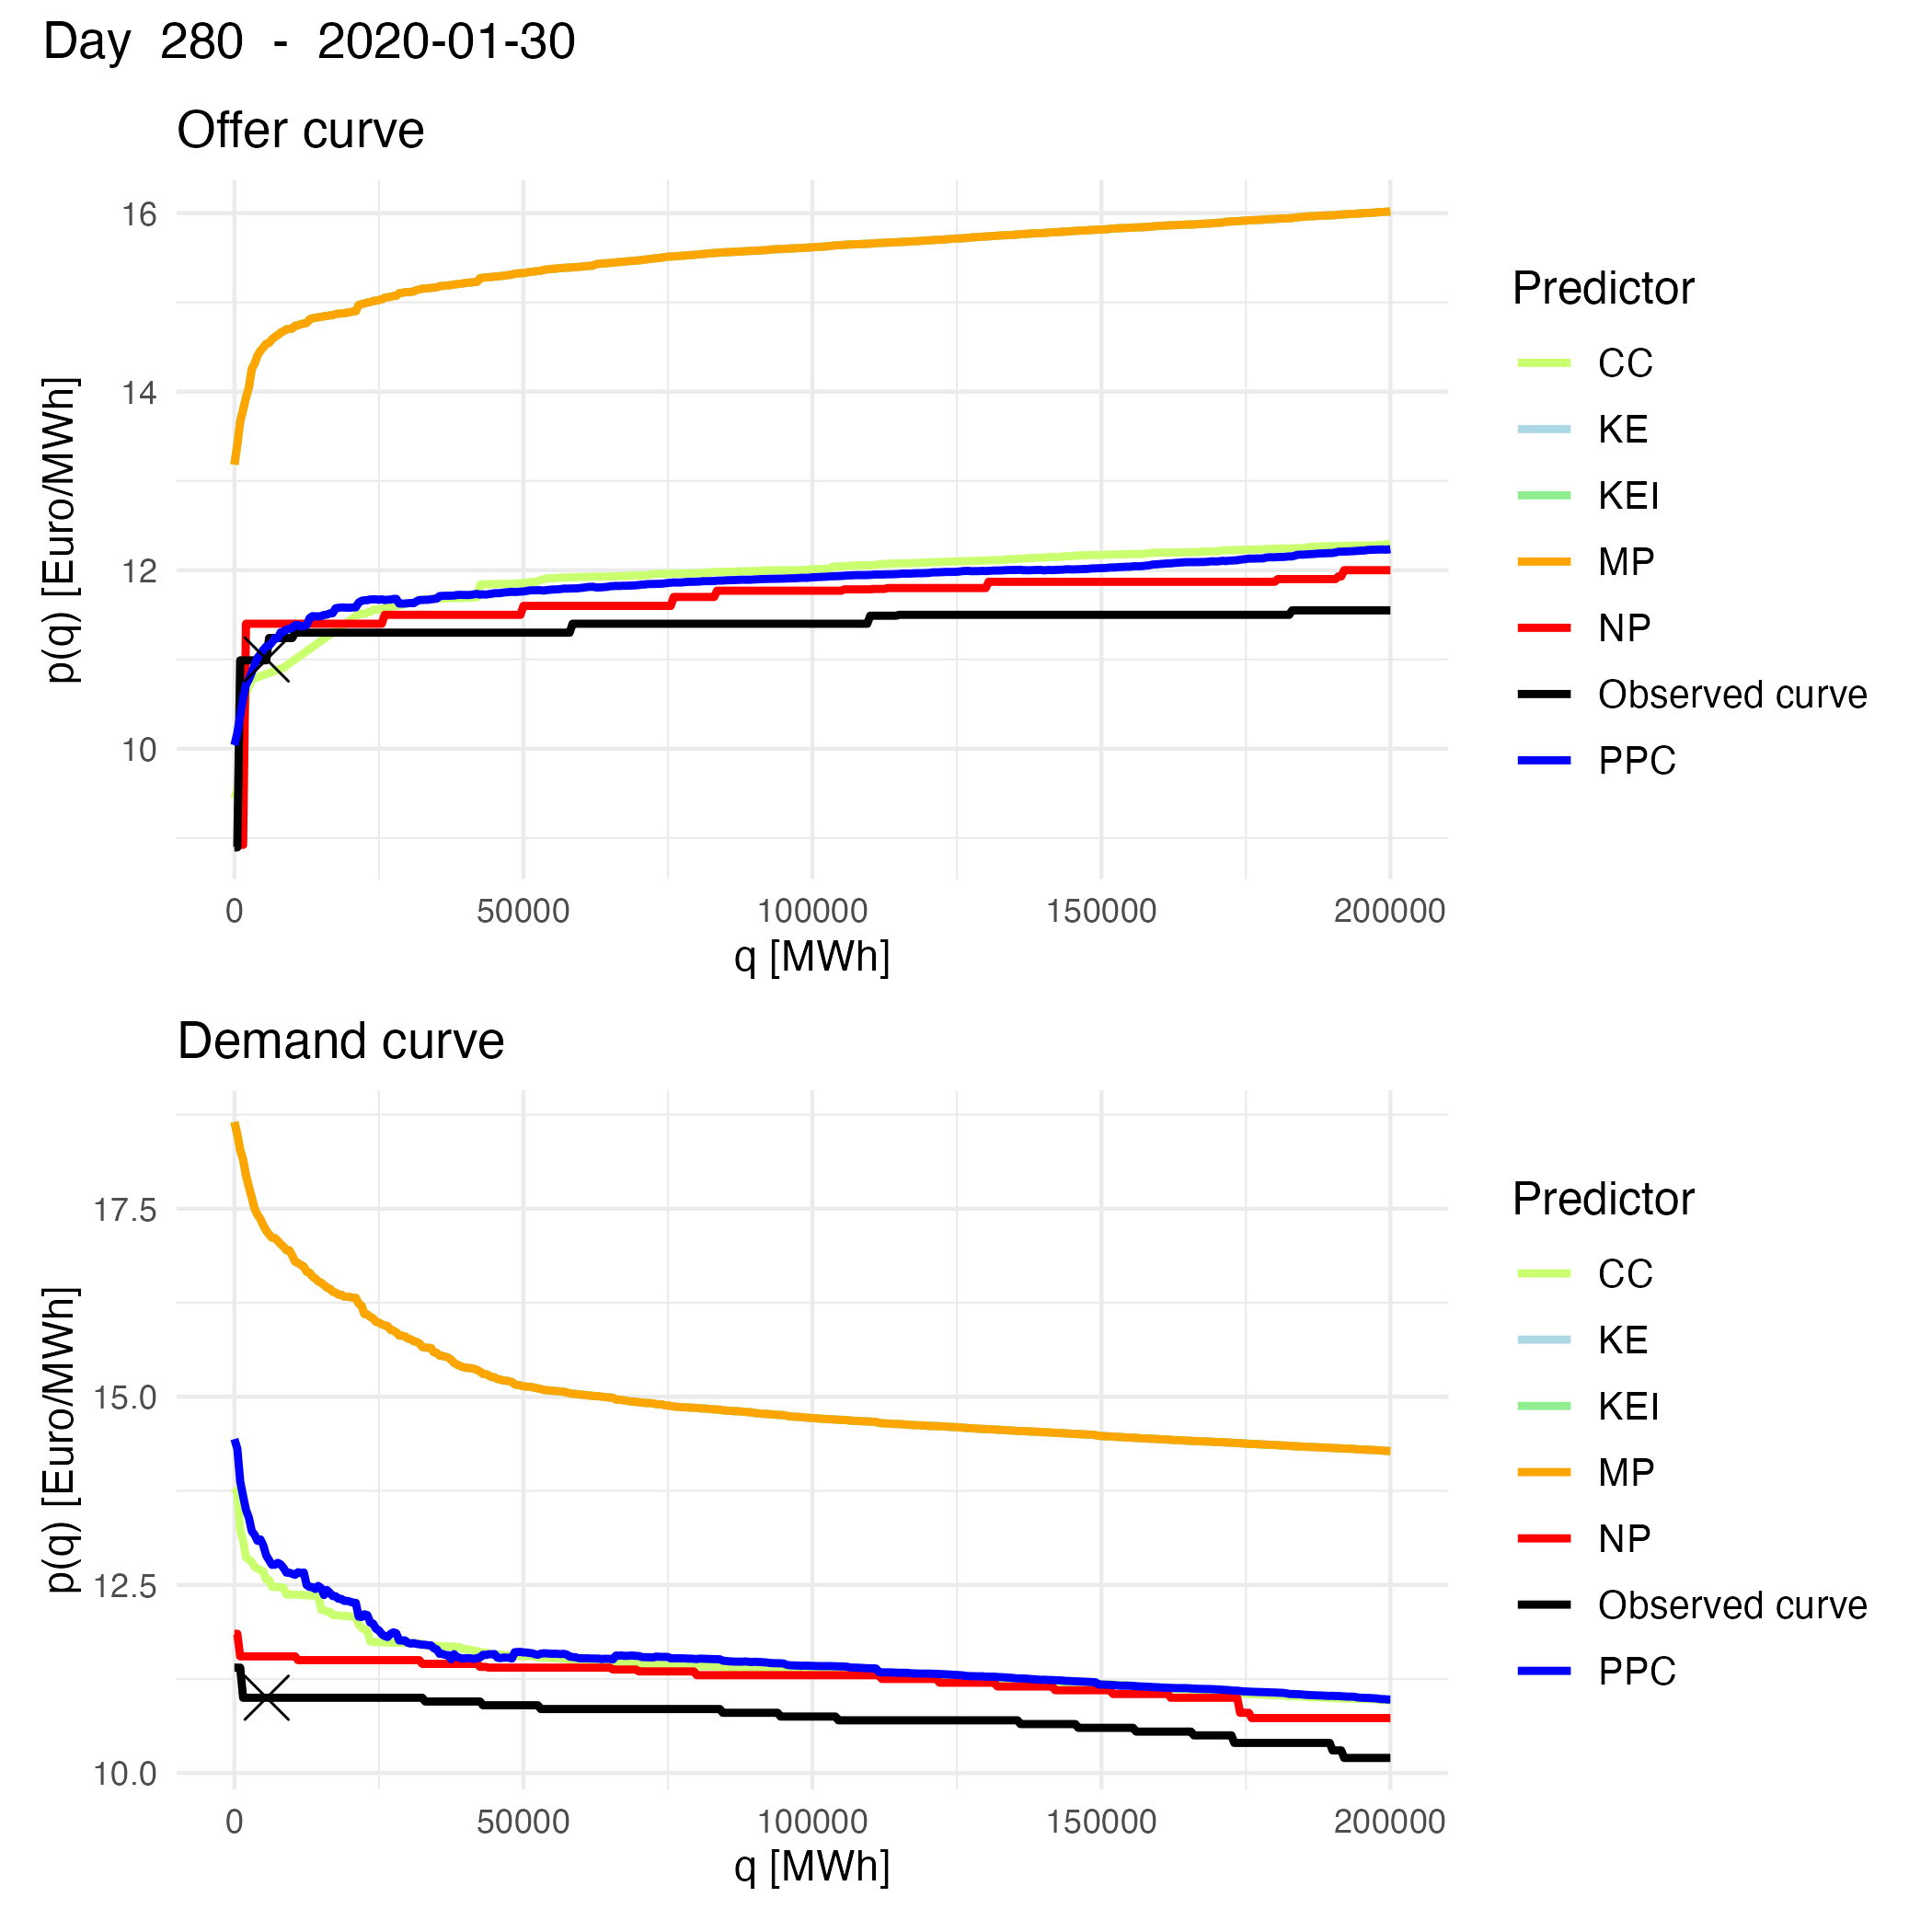 Day 280 - 2020-01-30
Offer curve
p(q) [Euro/MWh]
16
14
12
10
0
50000
100000
150000
200000
q [MWh]
Predictor
CC
KE
KEI
MP
NP
Observed curve
PPC
Demand curve
p(q) [Euro/MWh]
17.5
15.0
12.5
10.0
0
50000
100000
150000
200000
q [MWh]
Predictor
CC
KE
KEI
MP
NP
Observed curve
PPC